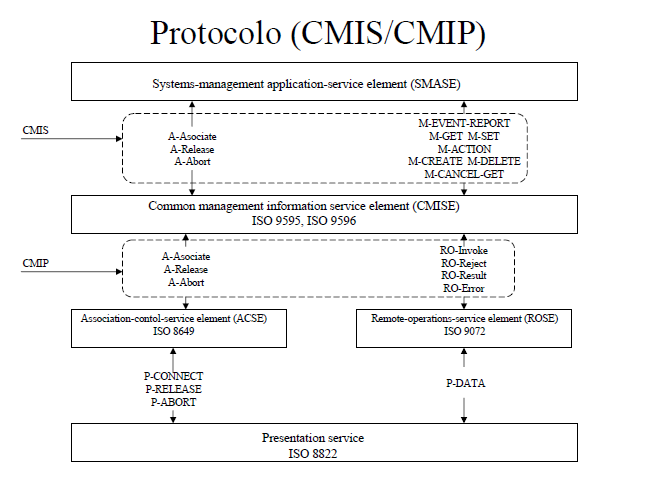 Protocolo (CMIS/CMIP)
Systems-management application-service element (SMASE)
CMIS
A-Asociate
A-Release
A-Abort
M-EVENT-REPORT
M-GET M-SET
M-ACTION
M-CREATE M-DELETE
M-CANCEL-GET
Common management information service element (CMISE)
ISO 9595, ISO 9596
CMIP
A-Asociate
A-Release
A-Abort
RO-Invoke
RO-Reject
RO-Result
RO-Error
Association-contol-service element (ACSE)
ISO 8649
Remote-operations-service element (ROSE)
ISO 9072
P-CONNECT
P-RELEASE
P-ABORT
P-DATA
Presentation service
ISO 8822